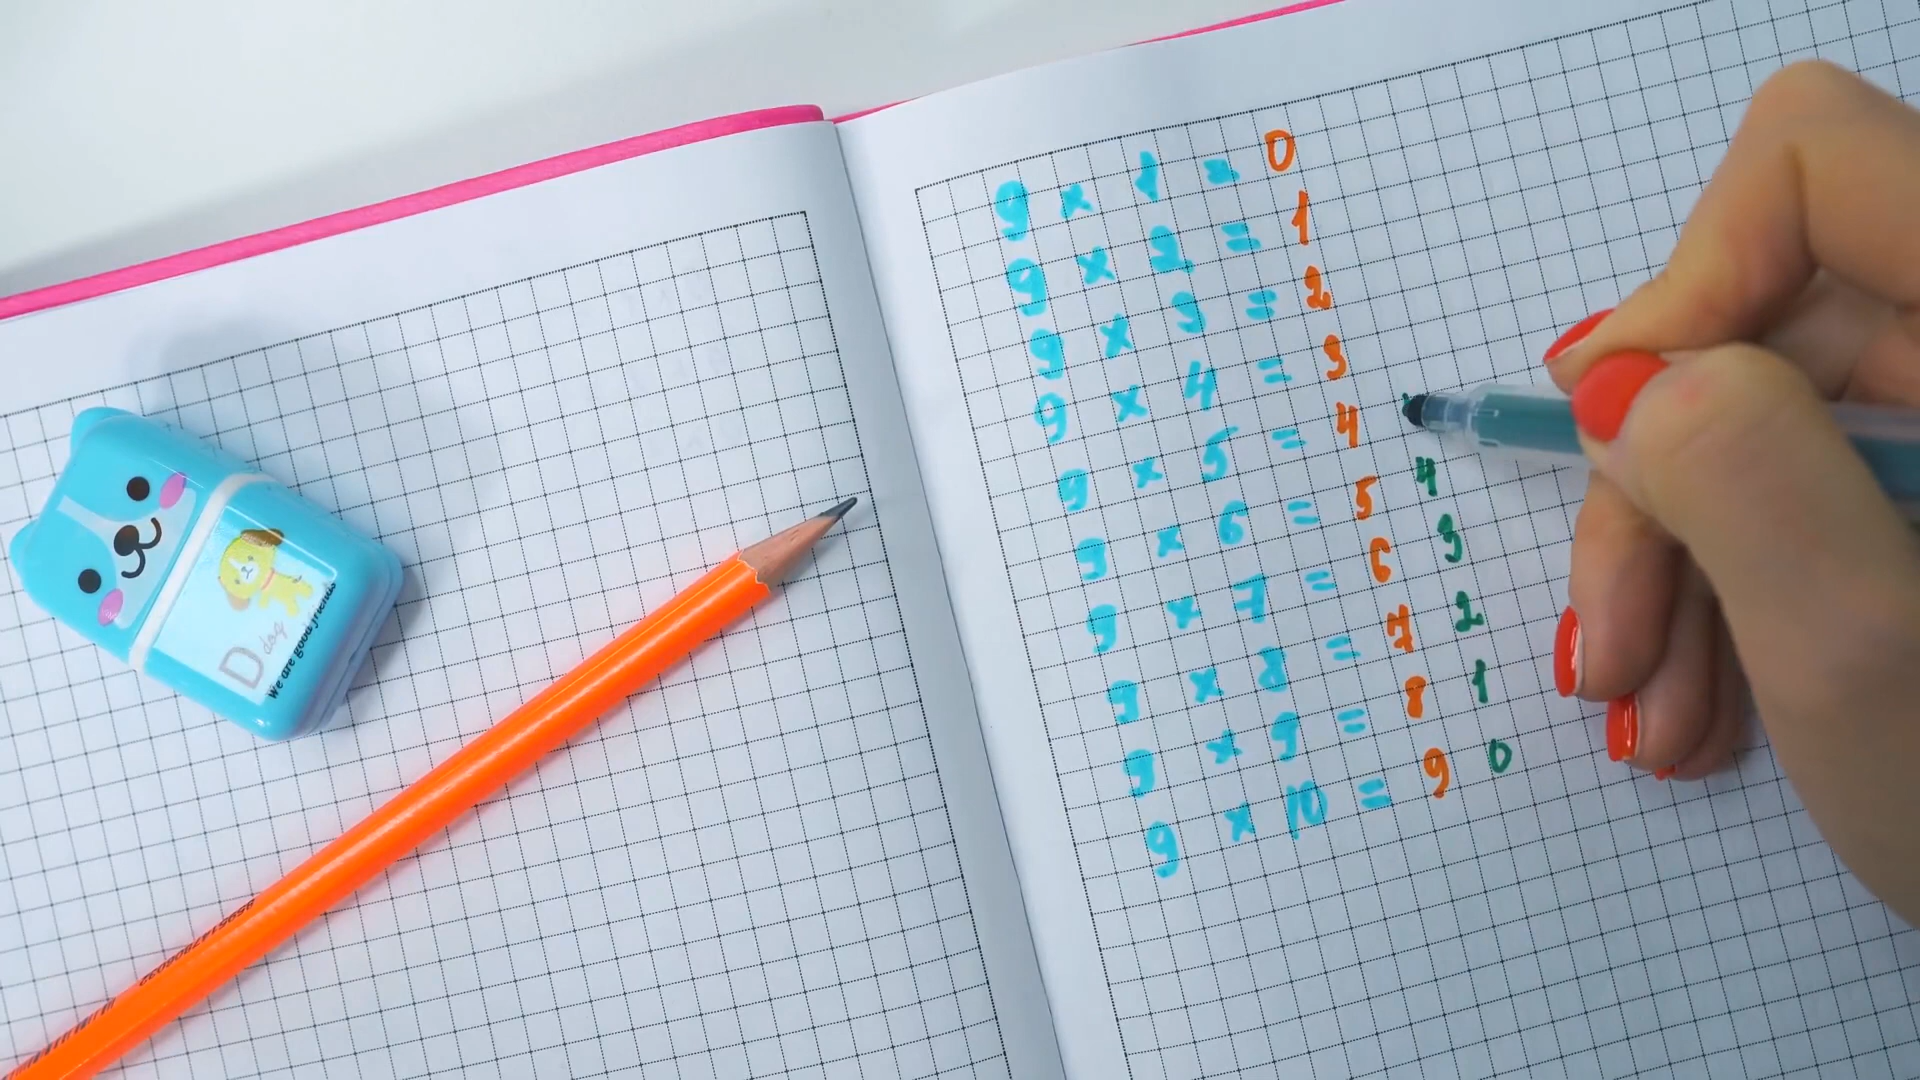 9 x 1 = 0
9 x 2 = 1
9 x 3 = 2
9 x 4 = 3
9 x 5 = 4
9 x 6 = 5 4
9 x 7 = 6 3
9 x 8 = 7 2
9 x 9 = 8 1
9 x 10 = 9 0
D dog
We are good friends